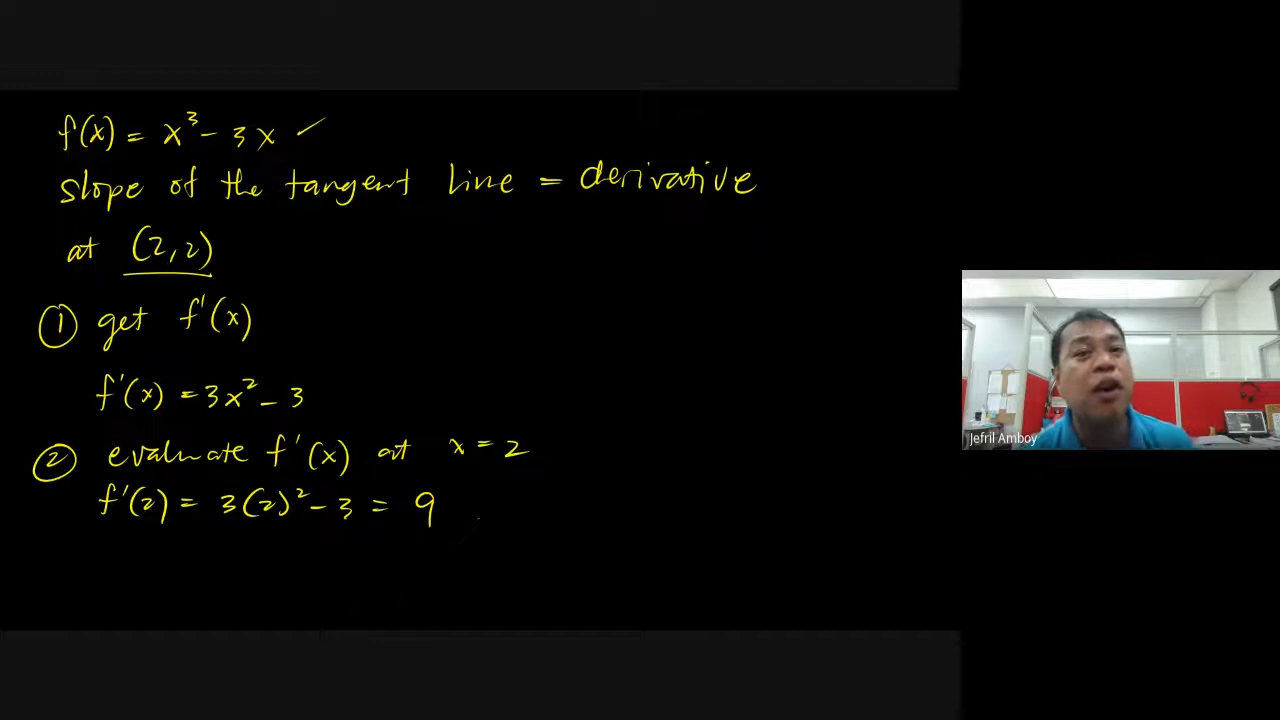 f(x) = x³ - 3x ✓
slope of the tangent line = derivative
at (2,2)
① get f'(x)
f'(x) = 3x² - 3
② evaluate f'(x) at x = 2
f'(2) = 3(2)² - 3 = 9
Jefril Amboy